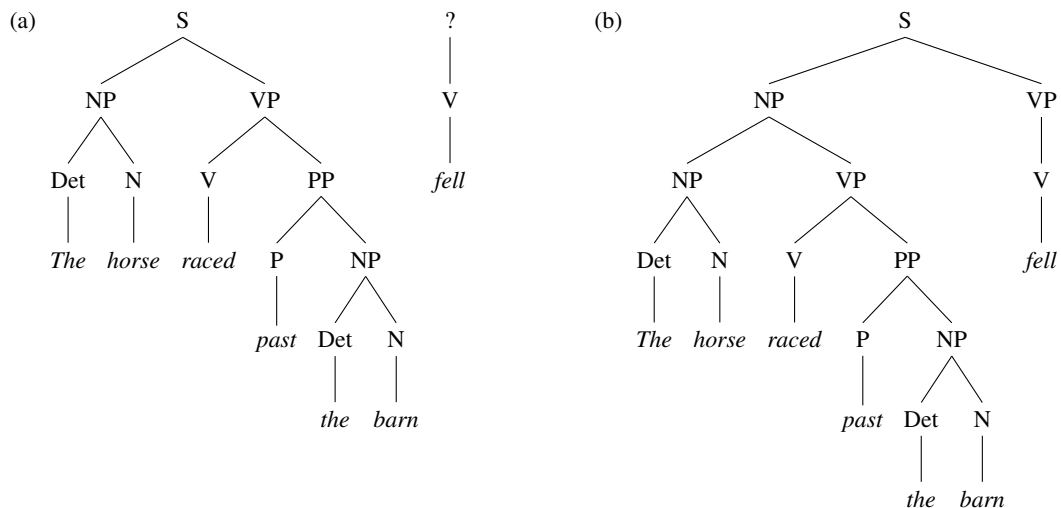 (a) S ? (b) S
NP VP V NP VP
Det N V PP fell NP VP V
The horse raced P NP Det N V PP fell
past Det N The horse raced P NP
the barn past Det N
the barn